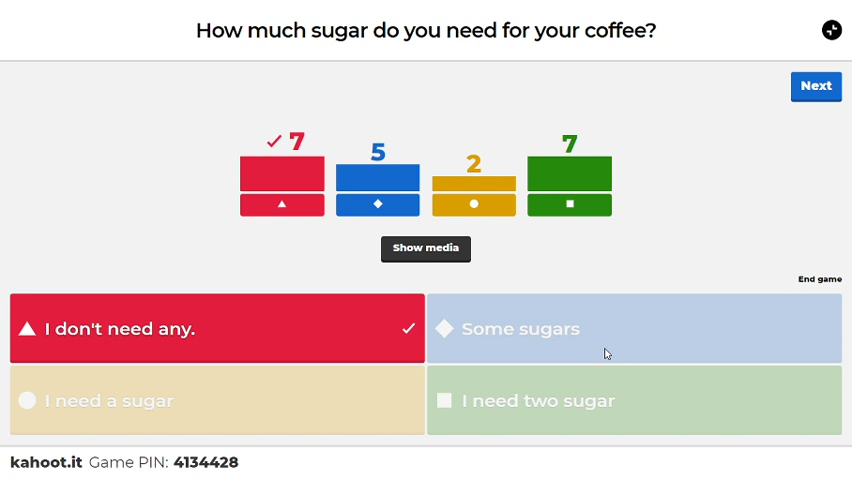 How much sugar do you need for your coffee?
Next
7
5
2
7
Show media
End game
I don't need any.
Some sugars
I need a sugar
I need two sugar
kahoot.it Game PIN: 4134428